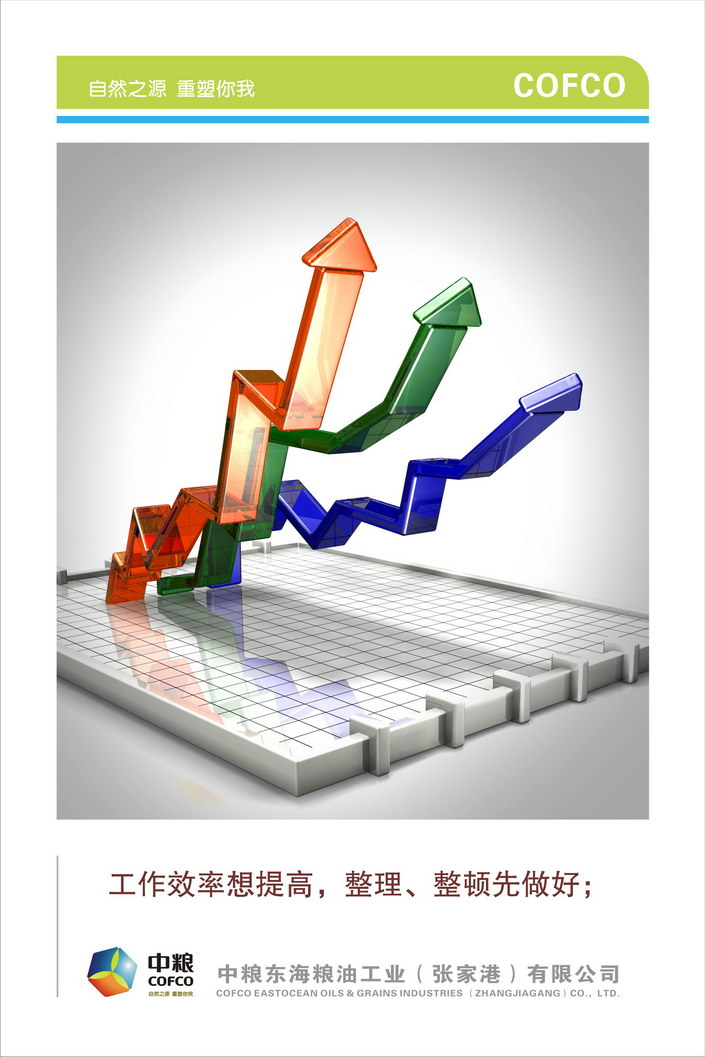 自然之源 重塑你我
COFCO
工作效率想提高，整理、整顿先做好；
中粮
COFCO
自然之源 重塑你我
中粮东海粮油工业（张家港）有限公司
COFCO EASTOCEAN OILS & GRAINS INDUSTRIES （ZHANGJIAGANG）CO., LTD.